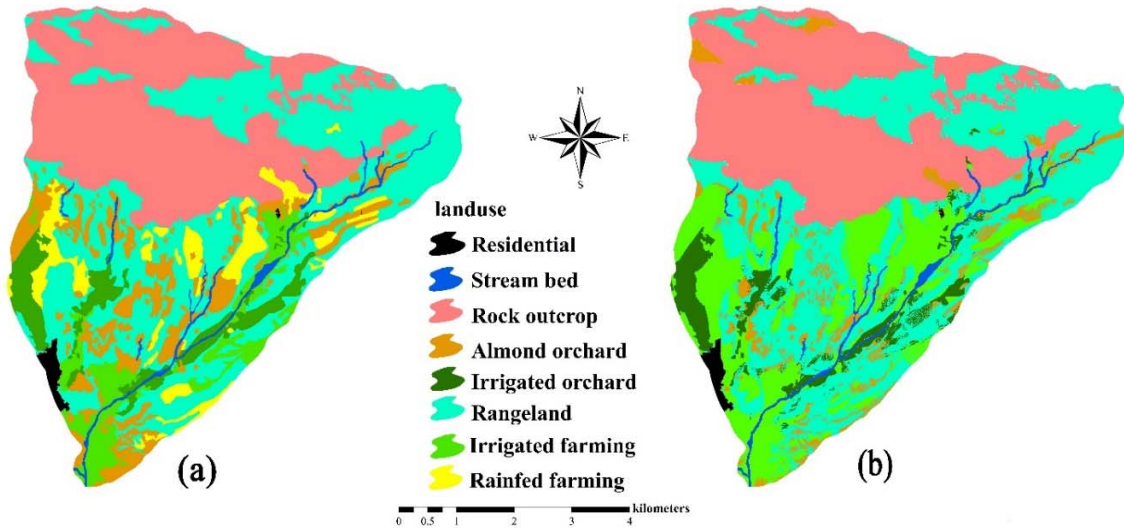 N
W E
S
landuse
Residential
Stream bed
Rock outcrop
Almond orchard
Irrigated orchard
Rangeland
Irrigated farming
Rainfed farming
(a)
(b)
kilometers
0 0.5 1 2 3 4